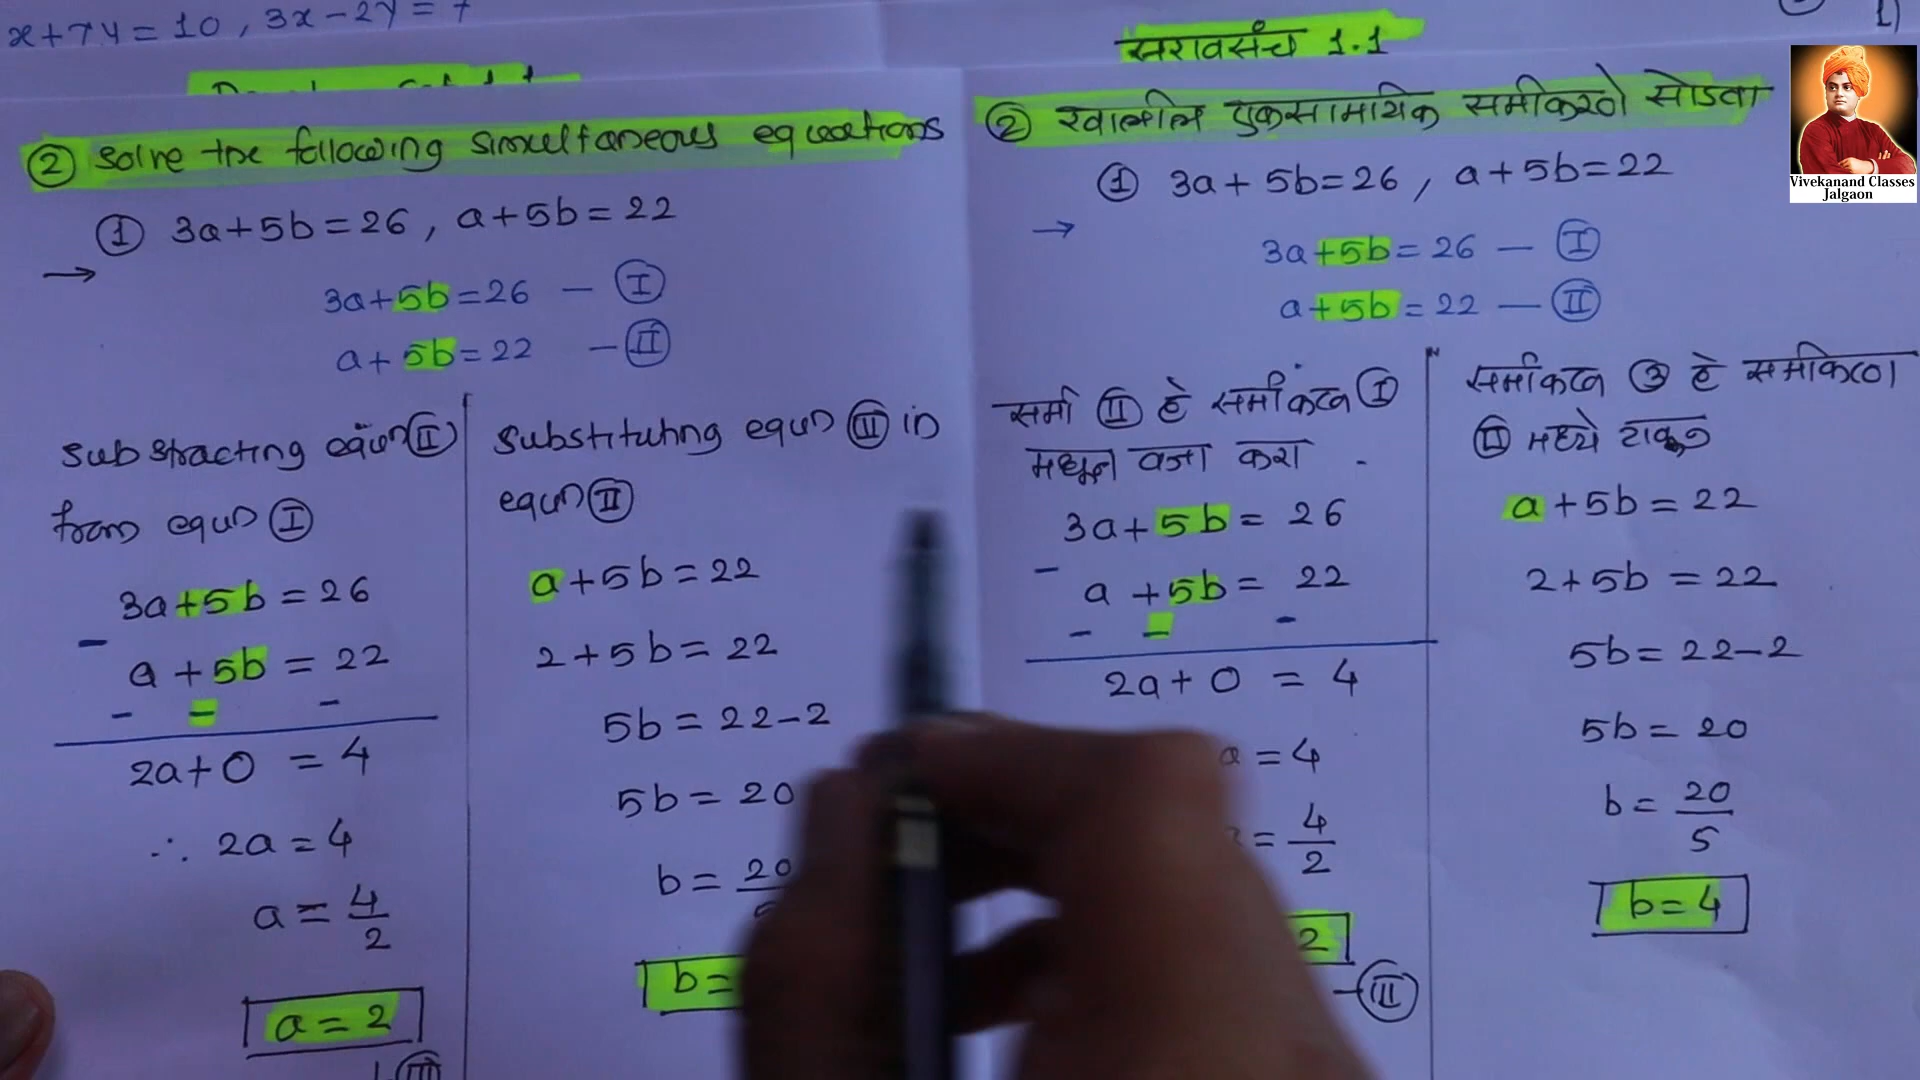 x+7y=10, 3x-2y=7
② Solve the following simultaneous equations
① 3a+5b=26, a+5b=22
→
3a+5b=26 — Ⓘ
a+5b=22 — Ⓘ︎Ⓘ
substracting equn II
from equn I
3a+5b=26
- a+5b=22
- - -
2a+0=4
∴ 2a=4
a=4/2
a=2
III
Substituting equn III in
equn II
a+5b=22
2+5b=22
5b=22-2
5b=20
b=20
b=
सरावसंच 1.1
② खालील एकसामयिक समीकरणे सोडवा
① 3a+5b=26, a+5b=22
→
3a+5b=26 — I
a+5b=22 — II
समी II हे समीकरण I
मधून वजा करा
3a+5b=26
- a+5b=22
- - -
2a+0=4
a=4
=4/2
2
- III
समीकरण ③ हे समीकरण
II मध्ये टाकून
a+5b=22
2+5b=22
5b=22-2
5b=20
b=20/5
b=4
Vivekanand Classes
Jalgaon